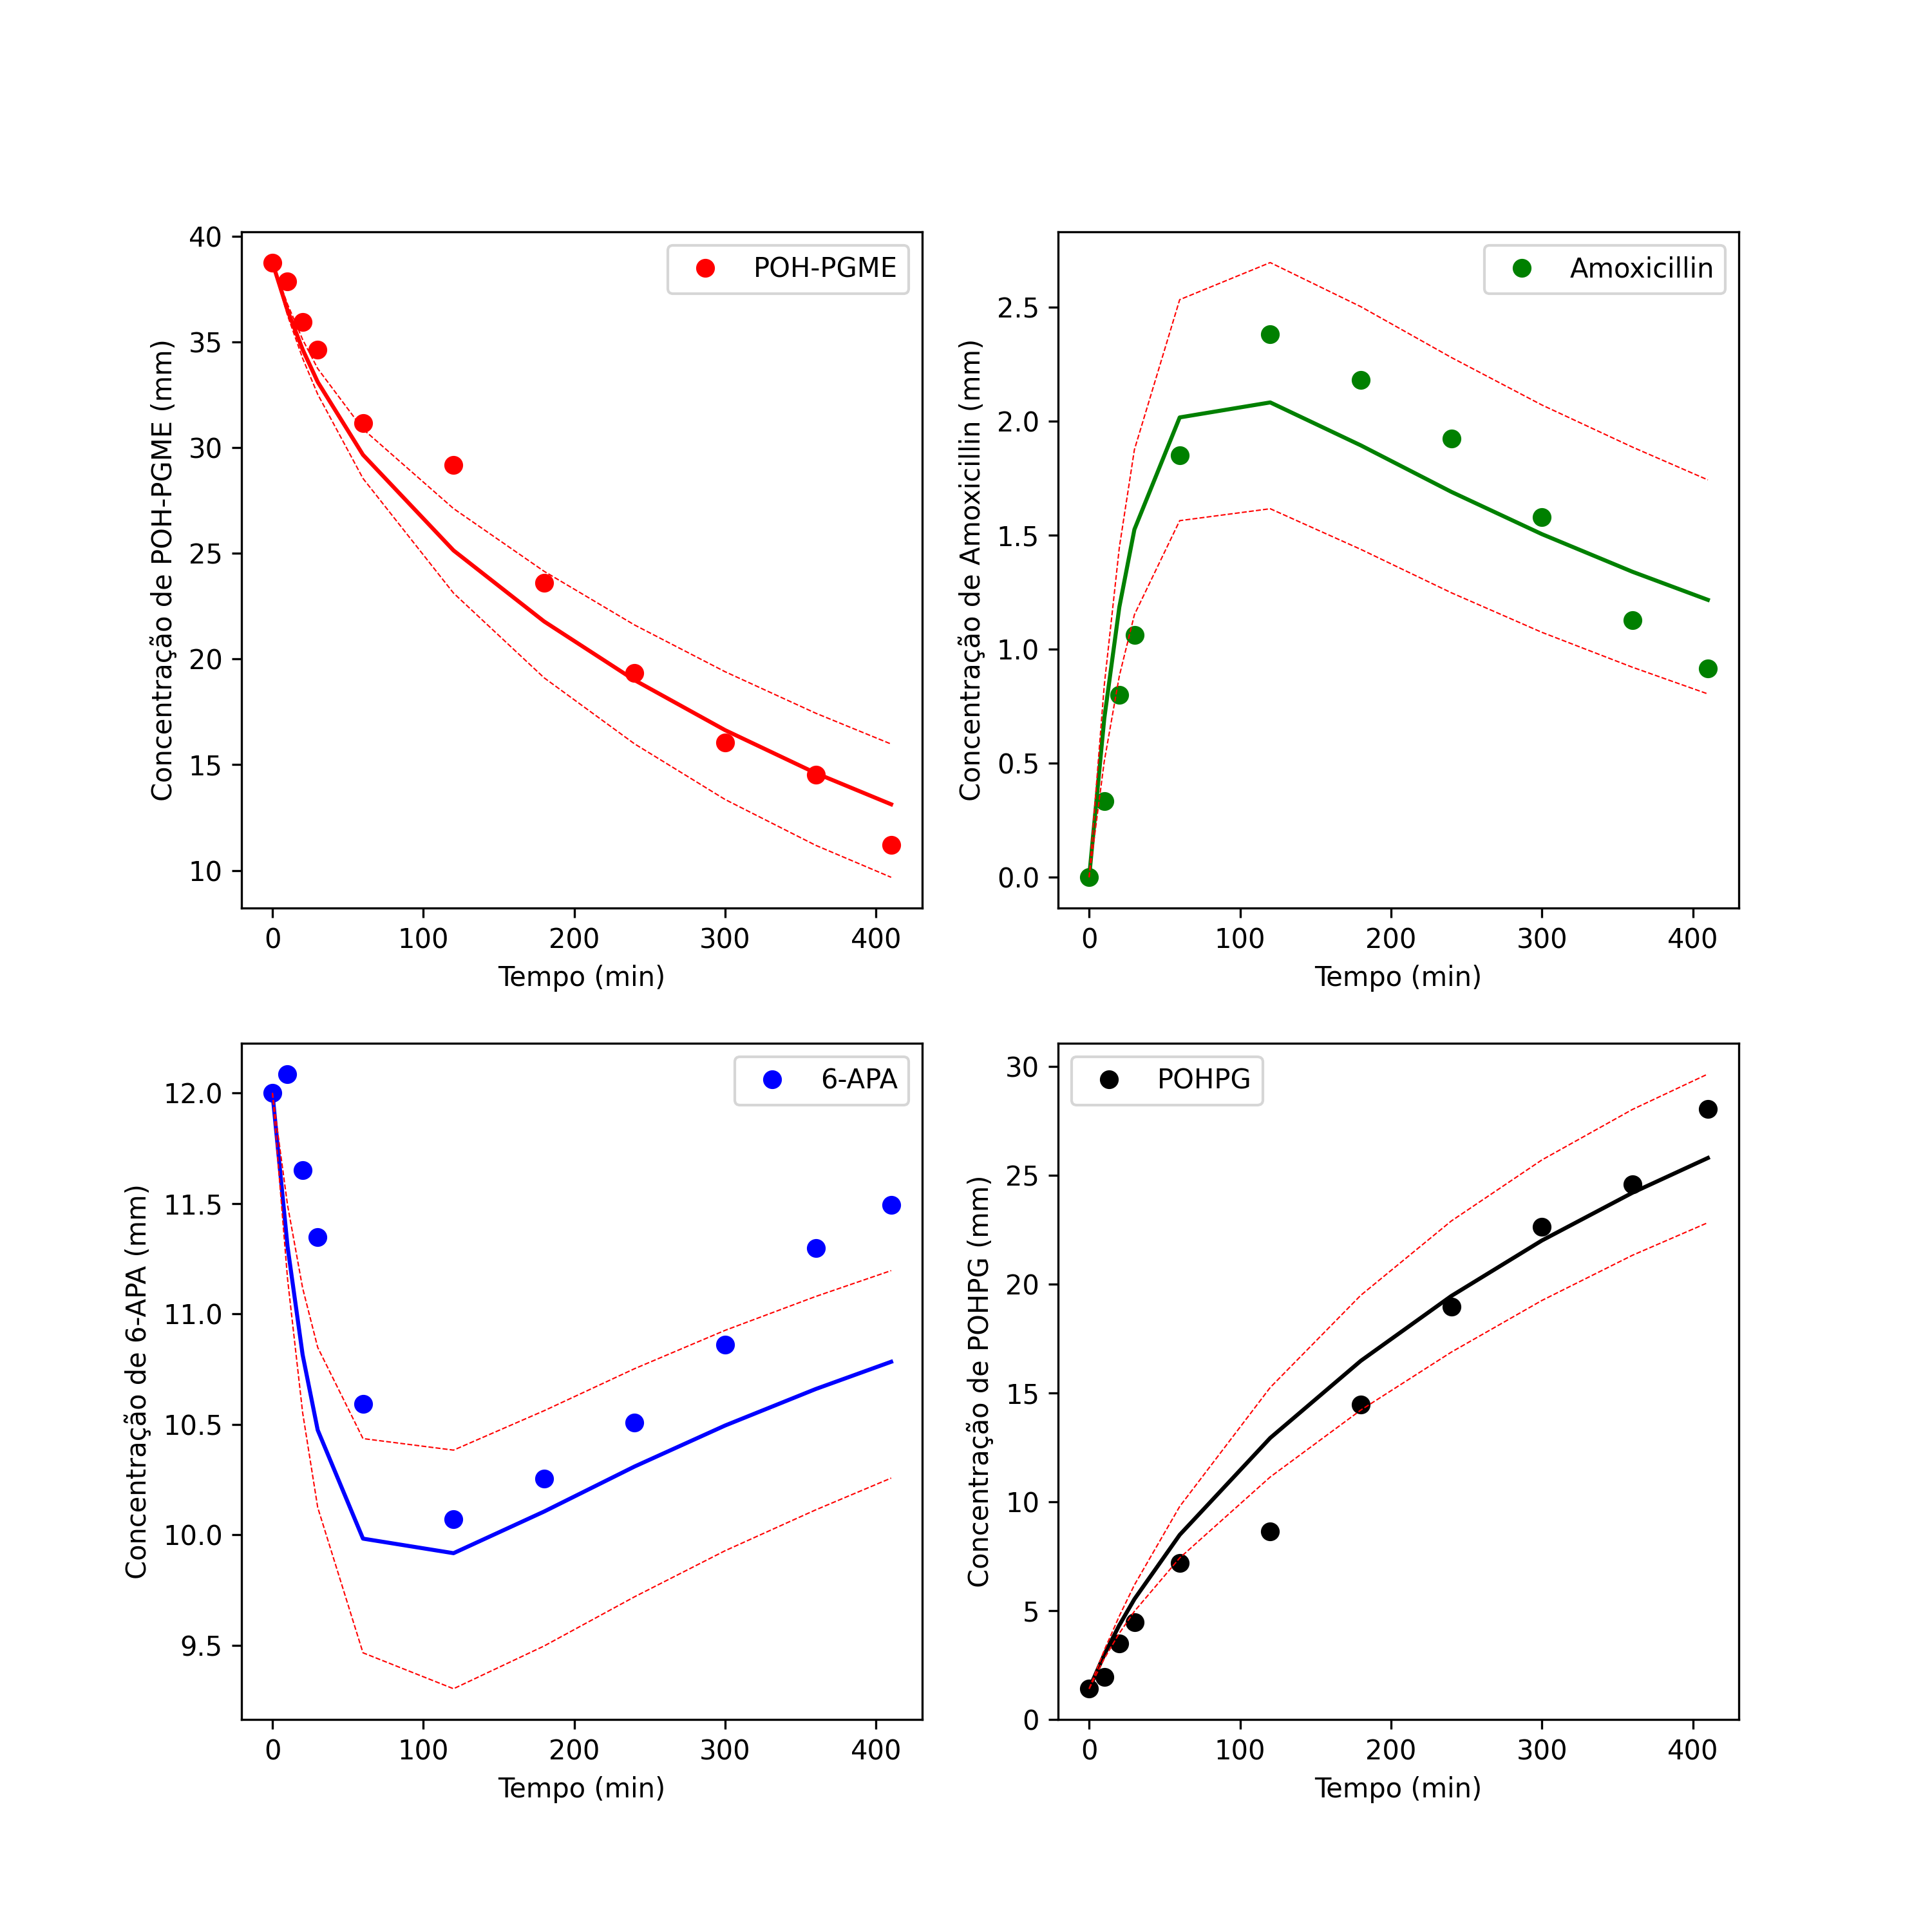 POH-PGME
Concentração de POH-PGME (mm)
40
35
30
25
20
15
10
0 100 200 300 400
Tempo (min)
Amoxicillin
Concentração de Amoxicillin (mm)
2.5
2.0
1.5
1.0
0.5
0.0
0 100 200 300 400
Tempo (min)
6-APA
Concentração de 6-APA (mm)
12.0
11.5
11.0
10.5
10.0
9.5
0 100 200 300 400
Tempo (min)
POHPG
Concentração de POHPG (mm)
30
25
20
15
10
5
0
0 100 200 300 400
Tempo (min)